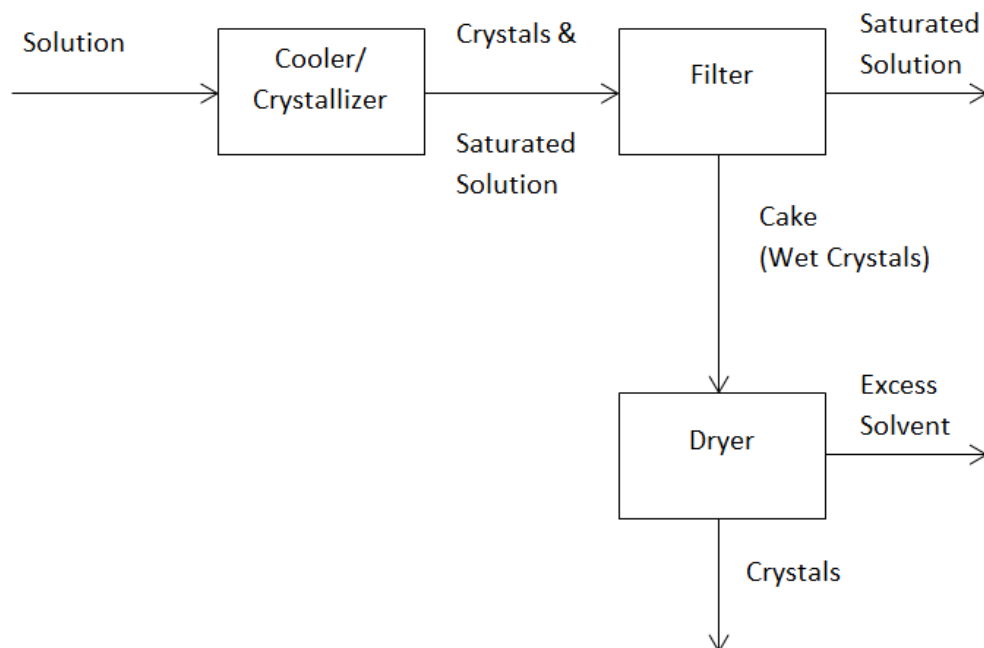 Solution
Cooler/
Crystallizer
Crystals &
Saturated
Solution
Filter
Saturated
Solution
Cake
(Wet Crystals)
Dryer
Excess
Solvent
Crystals